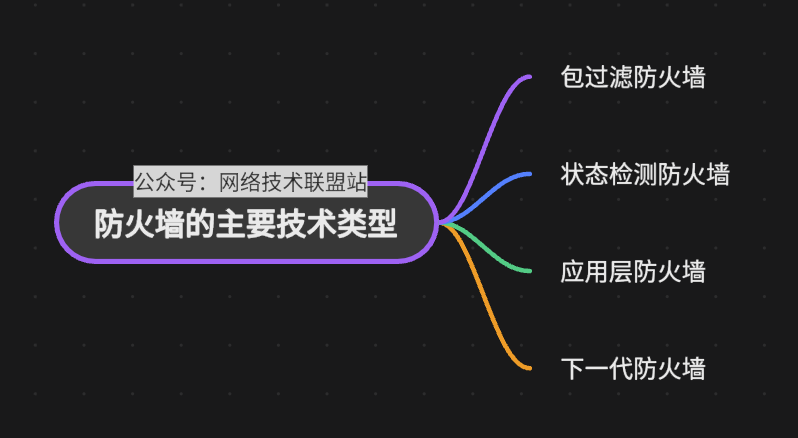 包过滤防火墙
公众号：网络技术联盟站
状态检测防火墙
防火墙的主要技术类型
应用层防火墙
下一代防火墙